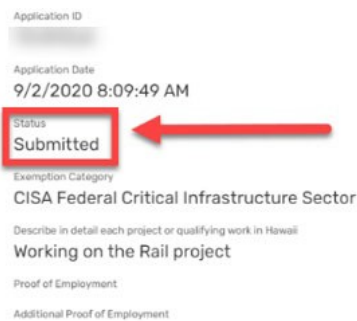 Application ID
Application Date
9/2/2020 8:09:49 AM
Status
Submitted
Exemption Category
CISA Federal Critical Infrastructure Sector
Describe in detail each project or qualifying work in Hawaii
Working on the Rail project
Proof of Employment
Additional Proof of Employment